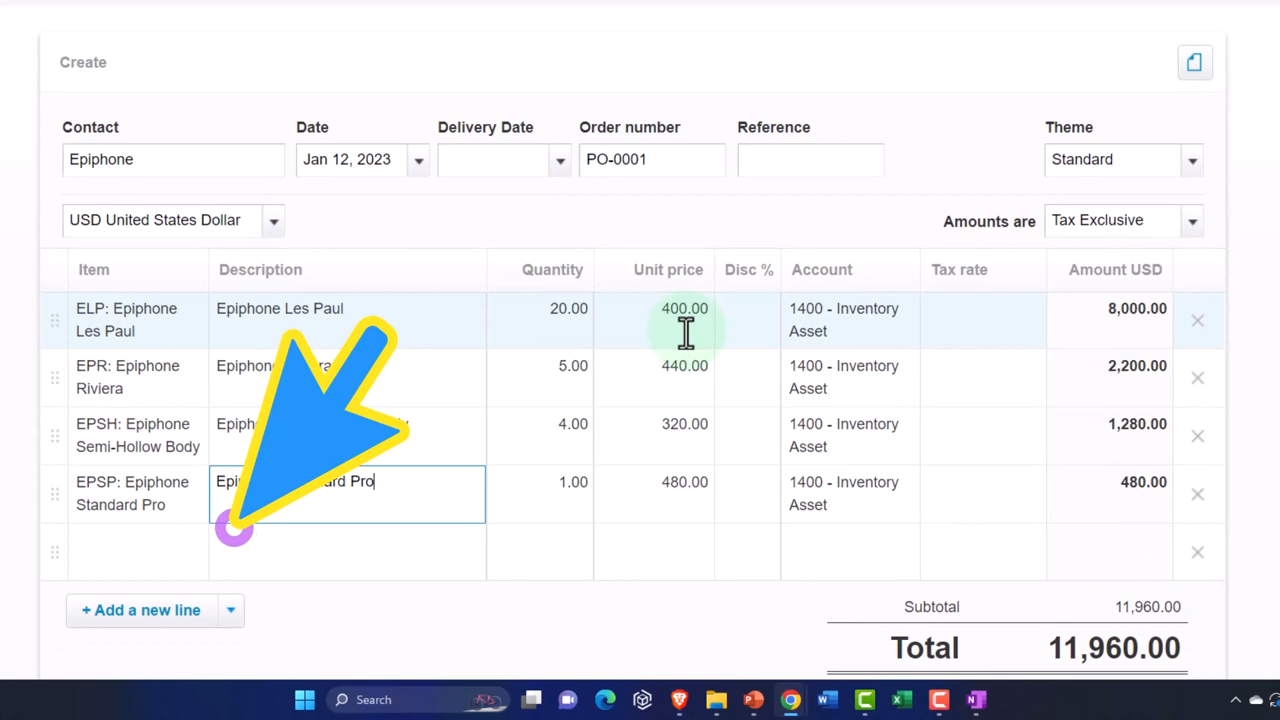 Create
Contact
Date
Delivery Date
Order number
Reference
Theme
Epiphone
Jan 12, 2023
PO-0001
Standard
USD United States Dollar
Amounts are
Tax Exclusive
Item
Description
Quantity
Unit price
Disc %
Account
Tax rate
Amount USD
ELP: Epiphone
Les Paul
Epiphone Les Paul
20.00
400.00
1400 - Inventory
Asset
8,000.00
EPR: Epiphone
Riviera
5.00
440.00
1400 - Inventory
Asset
2,200.00
EPSH: Epiphone
Semi-Hollow Body
4.00
320.00
1400 - Inventory
Asset
1,280.00
EPSP: Epiphone
Standard Pro
Pro
1.00
480.00
1400 - Inventory
Asset
480.00
+ Add a new line
Subtotal
11,960.00
Total
11,960.00
Search